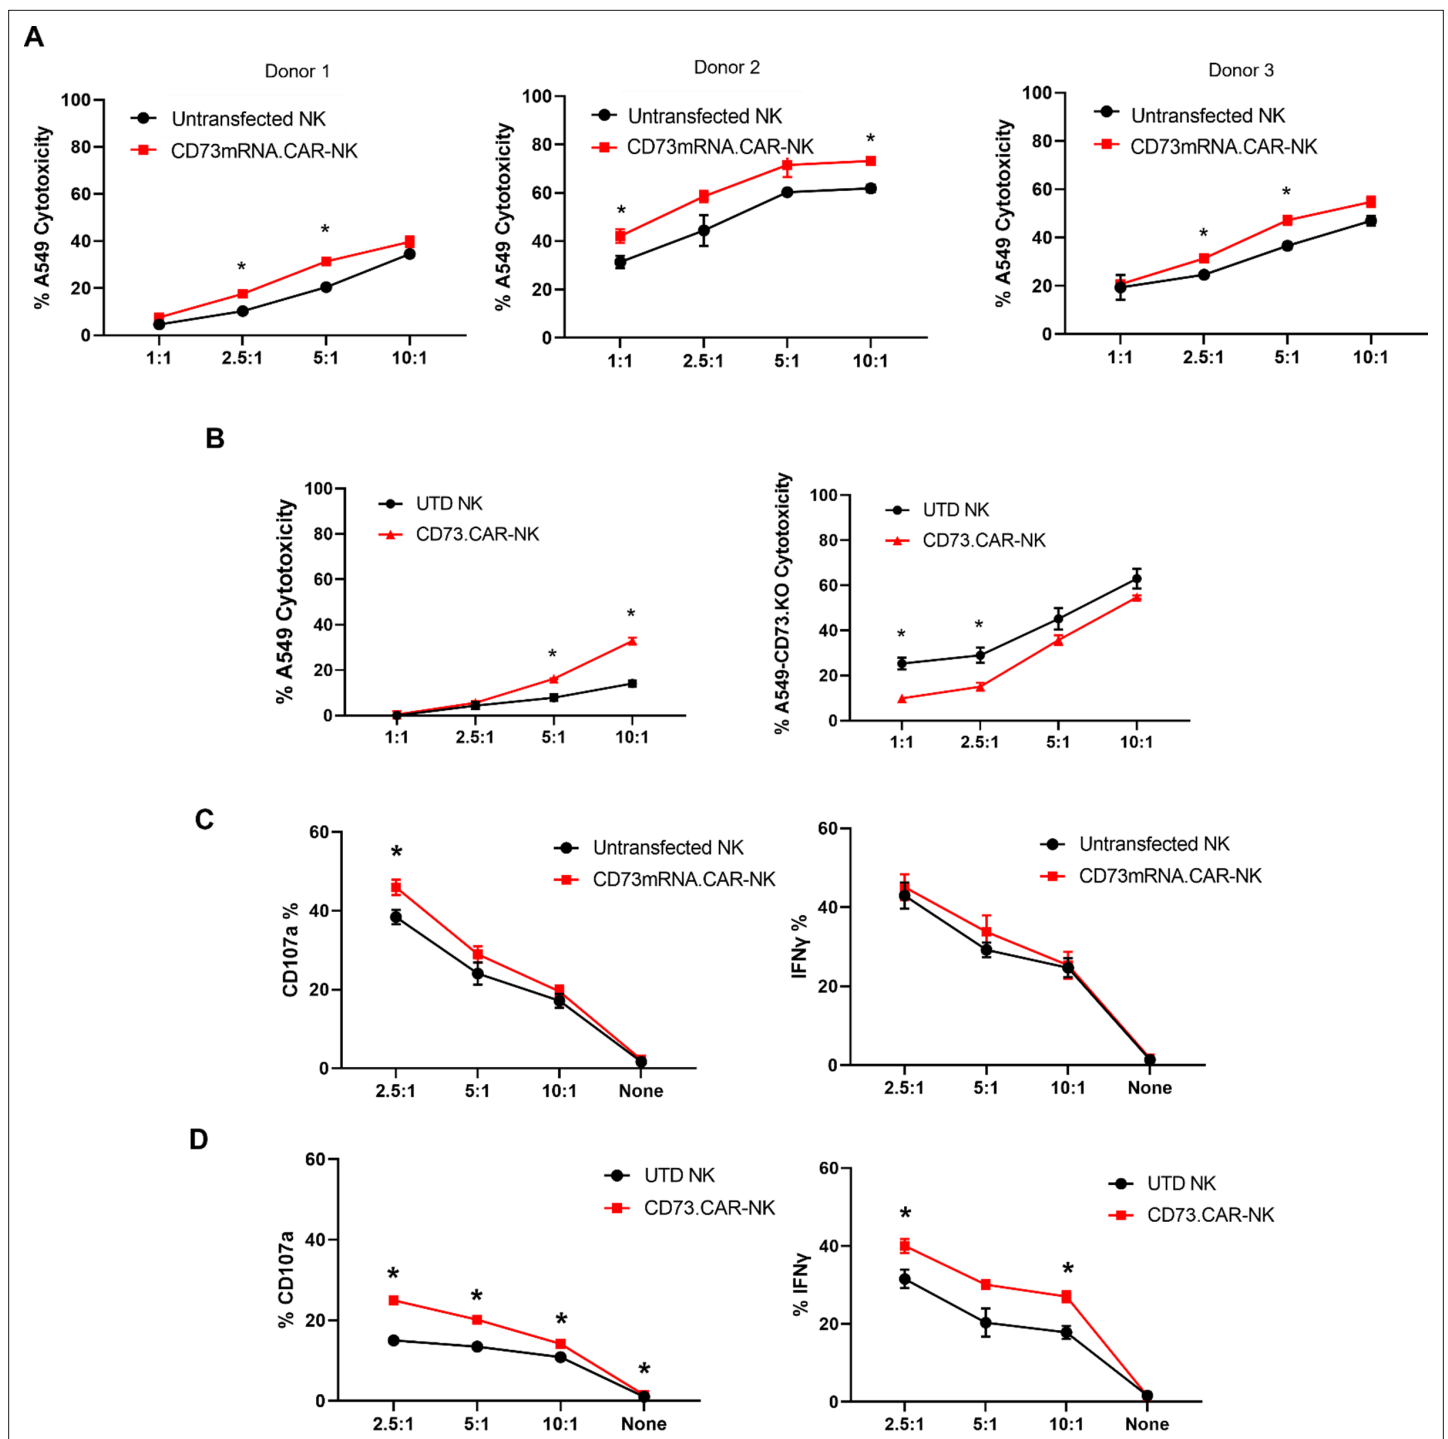 A
Donor 1
Donor 2
Donor 3
% A549 Cytotoxicity
100
80
60
40
20
0
Untransfected NK
CD73mRNA.CAR-NK
*
*
1:1
2.5:1
5:1
10:1
% A549 Cytotoxicity
100
80
60
40
20
0
Untransfected NK
CD73mRNA.CAR-NK
*
*
1:1
2.5:1
5:1
10:1
% A549 Cytotoxicity
100
80
60
40
20
0
Untransfected NK
CD73mRNA.CAR-NK
*
*
1:1
2.5:1
5:1
10:1
B
% A549 Cytotoxicity
100
80
60
40
20
0
UTD NK
CD73.CAR-NK
*
*
1:1
2.5:1
5:1
10:1
% A549-CD73.KO Cytotoxicity
100
80
60
40
20
0
UTD NK
CD73.CAR-NK
*
*
1:1
2.5:1
5:1
10:1
C
CD107a %
60
40
20
0
Untransfected NK
CD73mRNA.CAR-NK
*
2.5:1
5:1
10:1
None
IFNγ %
60
40
20
0
Untransfected NK
CD73mRNA.CAR-NK
2.5:1
5:1
10:1
None
D
% CD107a
60
40
20
0
UTD NK
CD73.CAR-NK
*
*
*
*
2.5:1
5:1
10:1
None
% IFNγ
60
40
20
0
UTD NK
CD73.CAR-NK
*
*
2.5:1
5:1
10:1
None